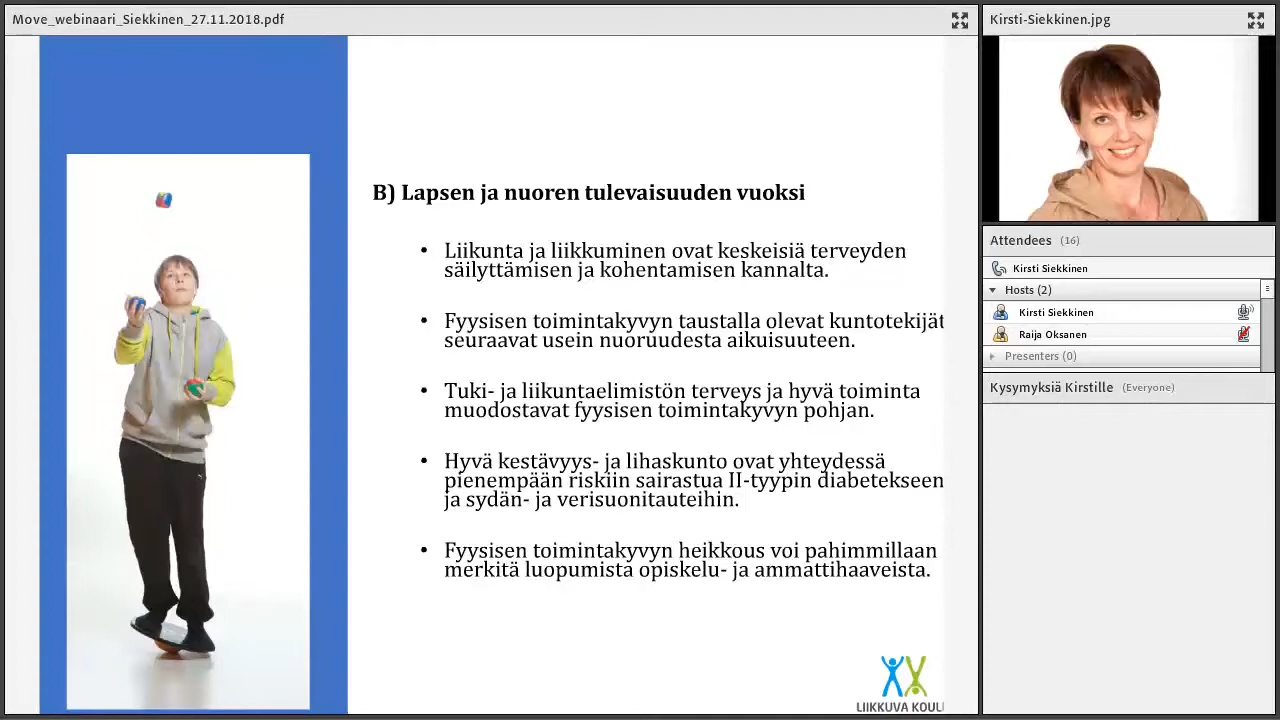 Move_webinaari_Siekkinen_27.11.2018.pdf
B) Lapsen ja nuoren tulevaisuuden vuoksi
• Liikunta ja liikkuminen ovat keskeisiä terveyden
säilyttämisen ja kohentamisen kannalta.
• Fyysisen toimintakyvyn taustalla olevat kuntotekijät
seuraavat usein nuoruudesta aikuisuuteen.
• Tuki- ja liikuntaelimistön terveys ja hyvä toiminta
muodostavat fyysisen toimintakyvyn pohjan.
• Hyvä kestävyys- ja lihaskunto ovat yhteydessä
pienempään riskiin sairastua II-tyypin diabetekseen
ja sydän- ja verisuonitauteihin.
• Fyysisen toimintakyvyn heikkous voi pahimmillaan
merkitä luopumista opiskelu- ja ammattihaaveista.
LIIKKUVA KOUL
Kirsti-Siekkinen.jpg
Attendees (16)
Kirsti Siekkinen
Hosts (2)
Kirsti Siekkinen
Raija Oksanen
Presenters (0)
Kysymyksiä Kirstille (Everyone)